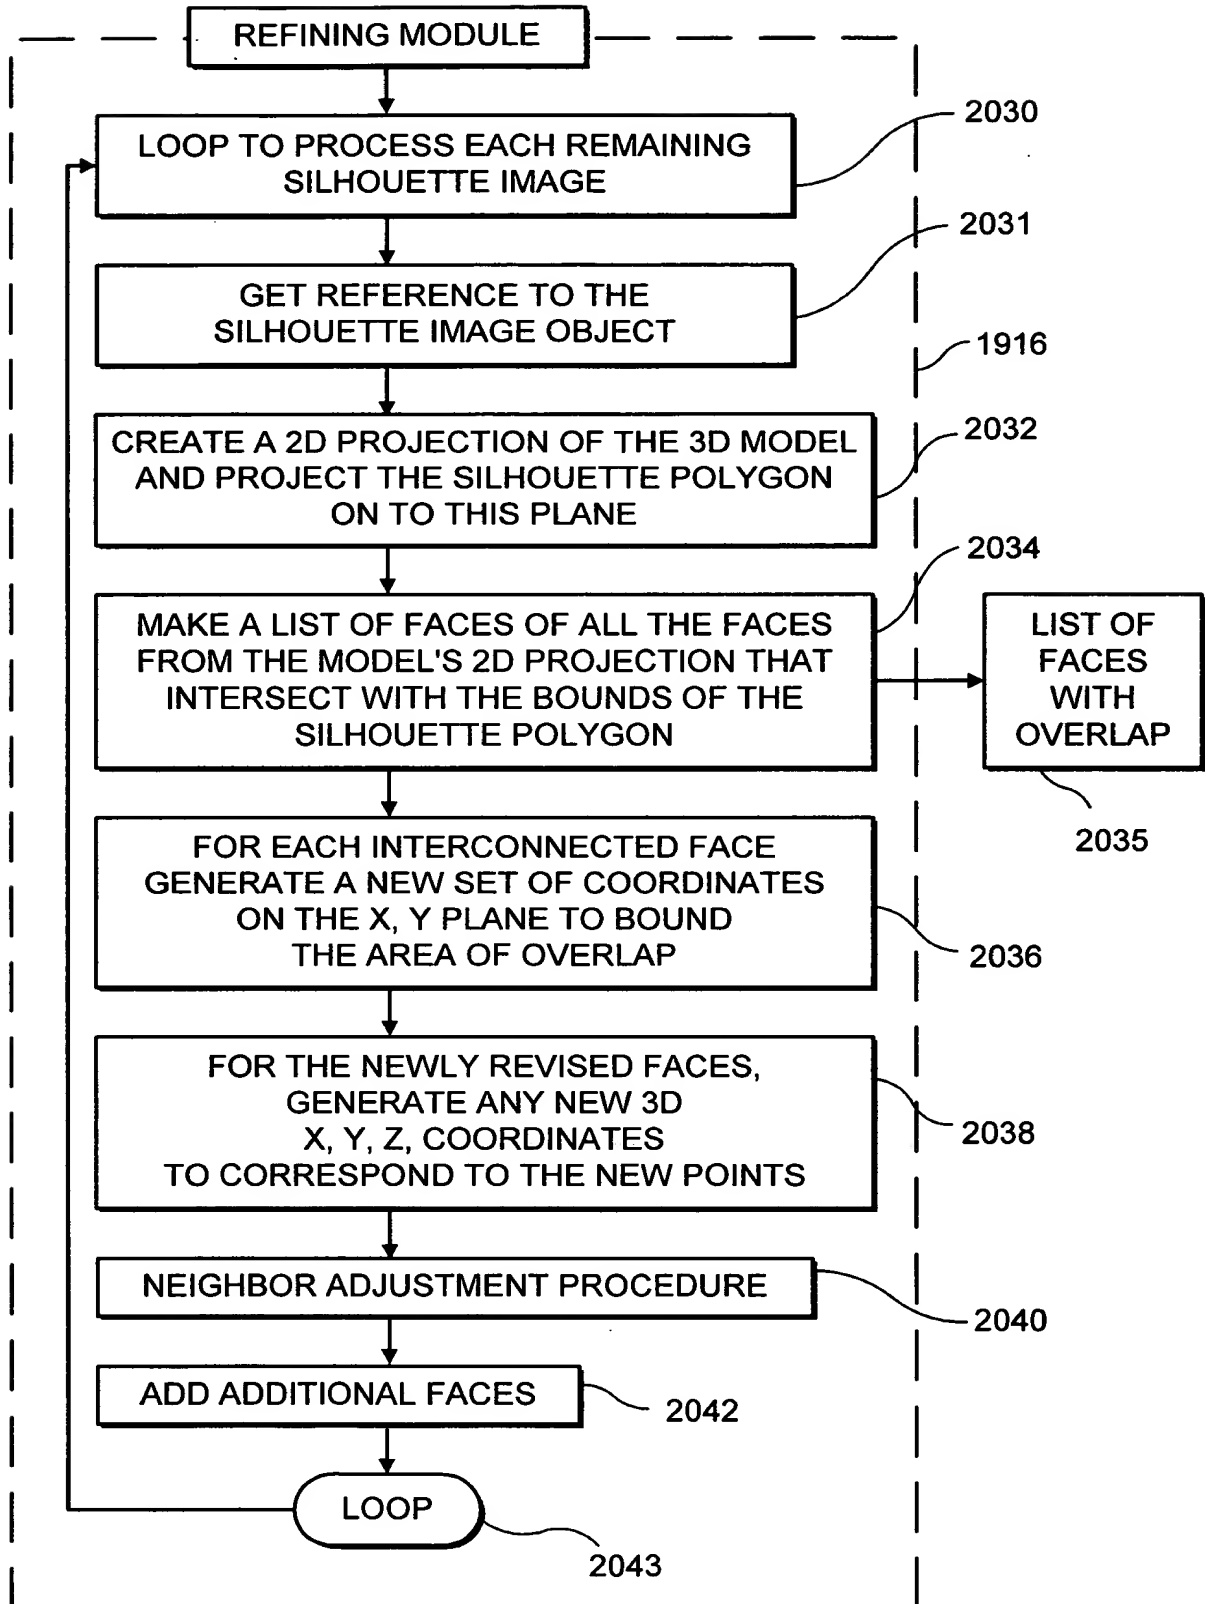 REFINING MODULE
LOOP TO PROCESS EACH REMAINING
SILHOUETTE IMAGE
2030
GET REFERENCE TO THE
SILHOUETTE IMAGE OBJECT
2031
1916
CREATE A 2D PROJECTION OF THE 3D MODEL
AND PROJECT THE SILHOUETTE POLYGON
ON TO THIS PLANE
2032
MAKE A LIST OF FACES OF ALL THE FACES
FROM THE MODEL'S 2D PROJECTION THAT
INTERSECT WITH THE BOUNDS OF THE
SILHOUETTE POLYGON
2034
LIST OF
FACES
WITH
OVERLAP
2035
FOR EACH INTERCONNECTED FACE
GENERATE A NEW SET OF COORDINATES
ON THE X, Y PLANE TO BOUND
THE AREA OF OVERLAP
2036
FOR THE NEWLY REVISED FACES,
GENERATE ANY NEW 3D
X, Y, Z, COORDINATES
TO CORRESPOND TO THE NEW POINTS
2038
NEIGHBOR ADJUSTMENT PROCEDURE
2040
ADD ADDITIONAL FACES
2042
LOOP
2043